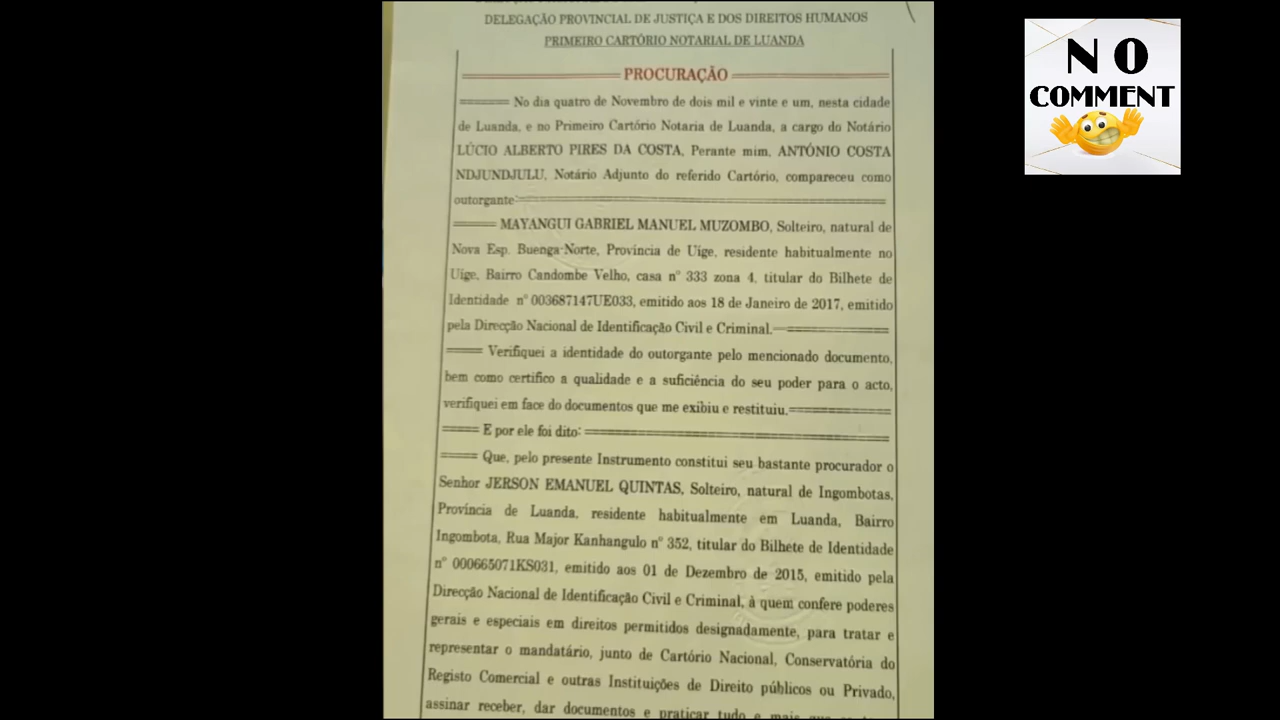 DELEGAÇÃO PROVINCIAL DE JUSTIÇA E DOS DIREITOS HUMANOS
PRIMEIRO CARTÓRIO NOTARIAL DE LUANDA
PROCURAÇÃO
No dia quatro de Novembro de dois mil e vinte e um, nesta cidade
de Luanda, e no Primeiro Cartório Notaria de Luanda, a cargo do Notário
LÚCIO ALBERTO PIRES DA COSTA, Perante mim, ANTÓNIO COSTA
NDJUNDJULU, Notário Adjunto do referido Cartório, compareceu como
outorgante:
MAYANGUI GABRIEL MANUEL MUZOMBO, Solteiro, natural de
Nova Esp. Buenga-Norte, Província de Uíge, residente habitualmente no
Uíge, Bairro Candombe Velho, casa nº 333 zona 4, titular do Bilhete de
Identidade nº 003687147UE033, emitido aos 18 de Janeiro de 2017, emitido
pela Direcção Nacional de Identificação Civil e Criminal.
Verifiquei a identidade do outorgante pelo mencionado documento,
bem como certifico a qualidade e a suficiência do seu poder para o acto,
verifiquei em face do documentos que me exibiu e restituiu.
E por ele foi dito:
Que, pelo presente Instrumento constitui seu bastante procurador o
Senhor JERSON EMANUEL QUINTAS, Solteiro, natural de Ingombotas,
Província de Luanda, residente habitualmente em Luanda, Bairro
Ingombota, Rua Major Kanhangulo nº 352, titular do Bilhete de Identidade
nº 000665071KS031, emitido aos 01 de Dezembro de 2015, emitido pela
Direcção Nacional de Identificação Civil e Criminal, à quem confere poderes
gerais e especiais em direitos permitidos designadamente, para tratar e
representar o mandatário, junto de Cartório Nacional, Conservatória do
Registo Comercial e outras Instituições de Direito públicos ou Privado,
assinar receber, dar documentos e praticar tudo e mais que
NO
COMMENT